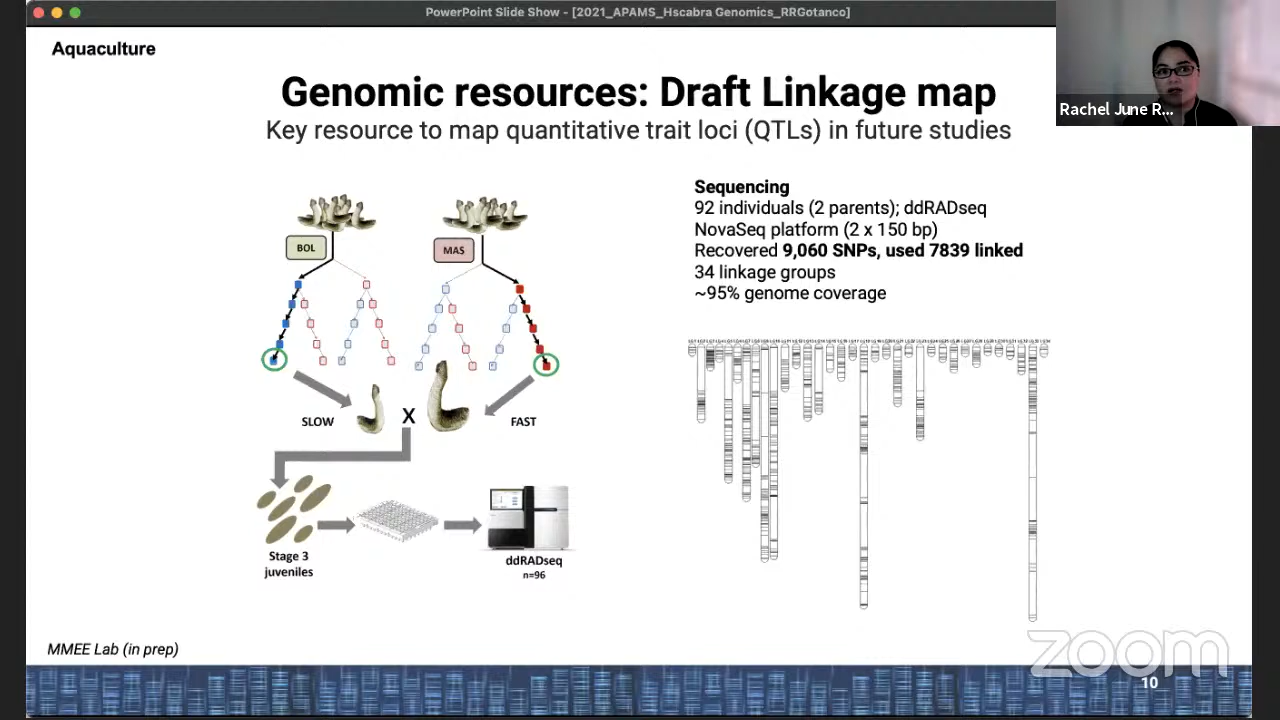 PowerPoint Slide Show - [2021_APAMS_Hscabra Genomics_RRGotanco]
Aquaculture
Rachel June R...
Genomic resources: Draft Linkage map
Key resource to map quantitative trait loci (QTLs) in future studies
BOL
MAS
SLOW
X
FAST
Stage 3
juveniles
ddRADseq
n=96
Sequencing
92 individuals (2 parents); ddRADseq
NovaSeq platform (2 x 150 bp)
Recovered 9,060 SNPs, used 7839 linked
34 linkage groups
~95% genome coverage
MMEE Lab (in prep)
zoom
10